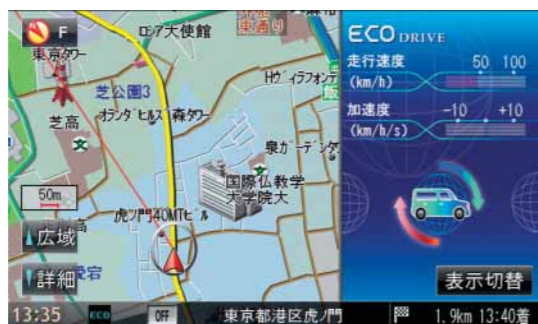 F
ロシア大使館
東通り
東京タワー
芝公園3
Hヴィラフォンテ
オランダヒルズ森タワー
芝高
泉ガーデンタワ
国際仏教学
大学院大
50m
虎ノ門40MTビル
広域
詳細
愛宕
13:35 ECO OFF 東京都港区虎ノ門 1.9km 13:40着
ECO DRIVE
走行速度 50 100
(km/h)
加速度 -10 +10
(km/h/s)
表示切替